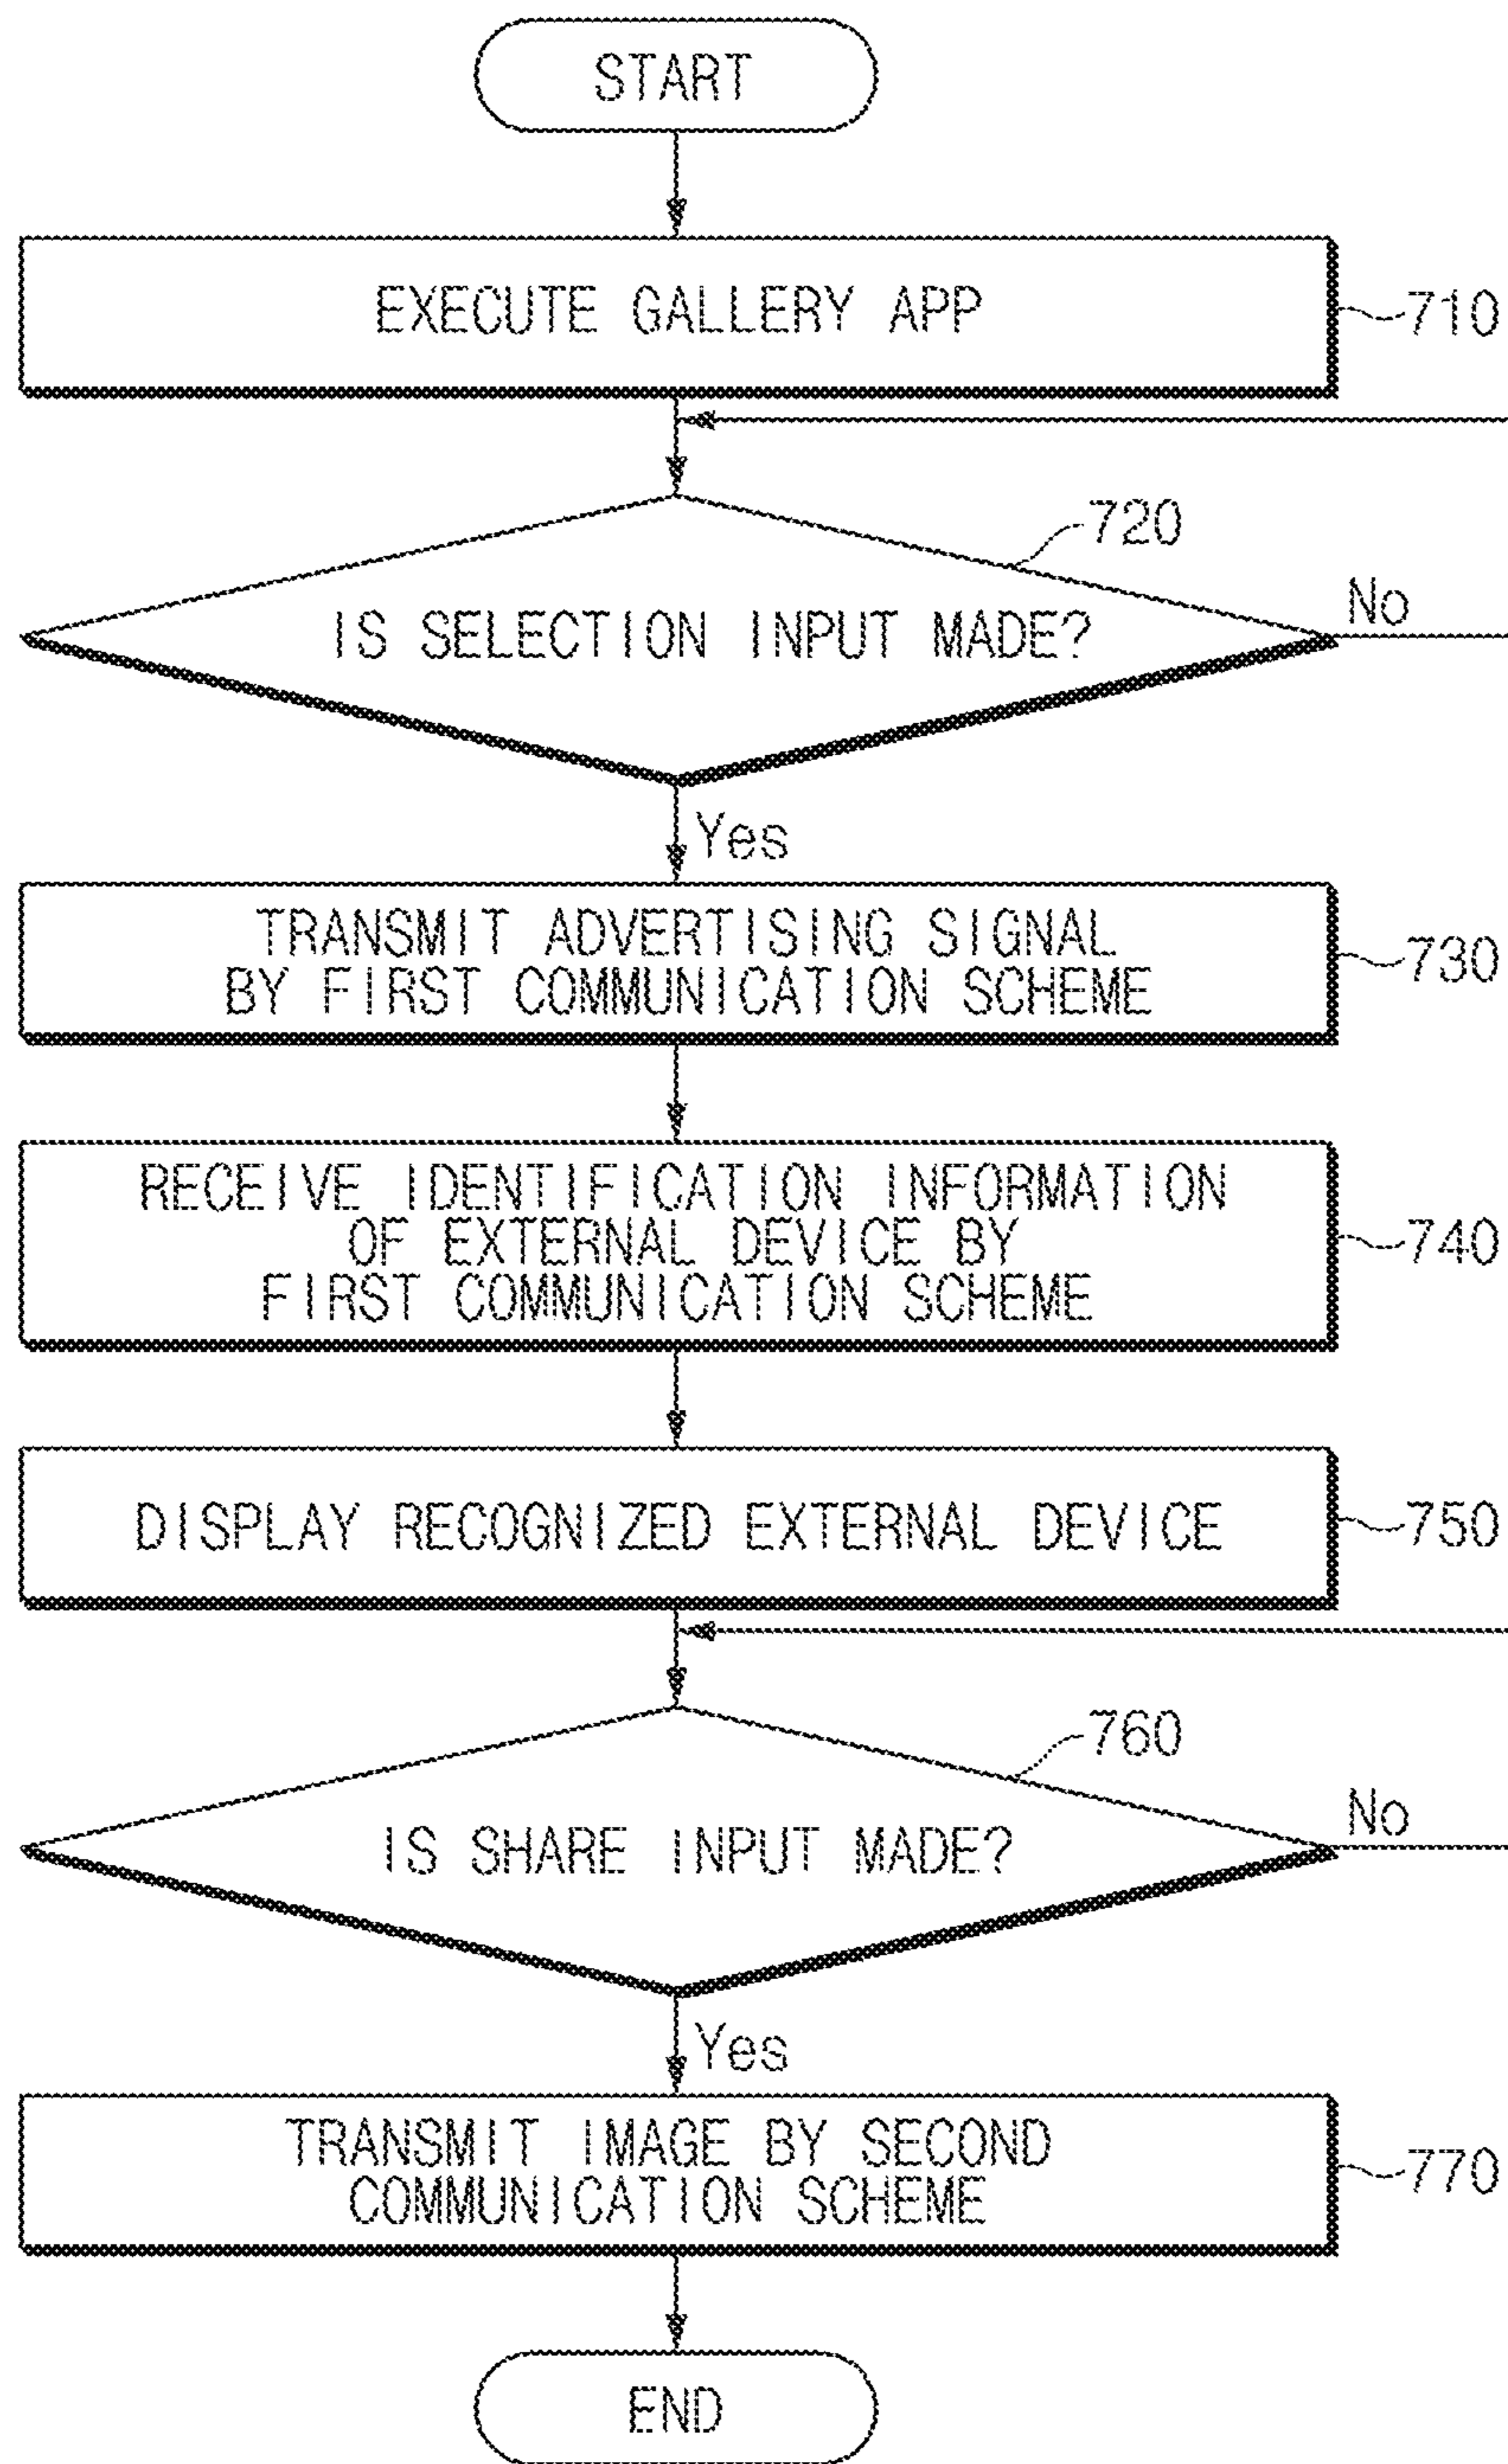 START
EXECUTE GALLERY APP
710
720
IS SELECTION INPUT MADE?
No
Yes
TRANSMIT ADVERTISING SIGNAL
BY FIRST COMMUNICATION SCHEME
730
RECEIVE IDENTIFICATION INFORMATION
OF EXTERNAL DEVICE BY
FIRST COMMUNICATION SCHEME
740
DISPLAY RECOGNIZED EXTERNAL DEVICE
750
760
IS SHARE INPUT MADE?
No
Yes
TRANSMIT IMAGE BY SECOND
COMMUNICATION SCHEME
770
END